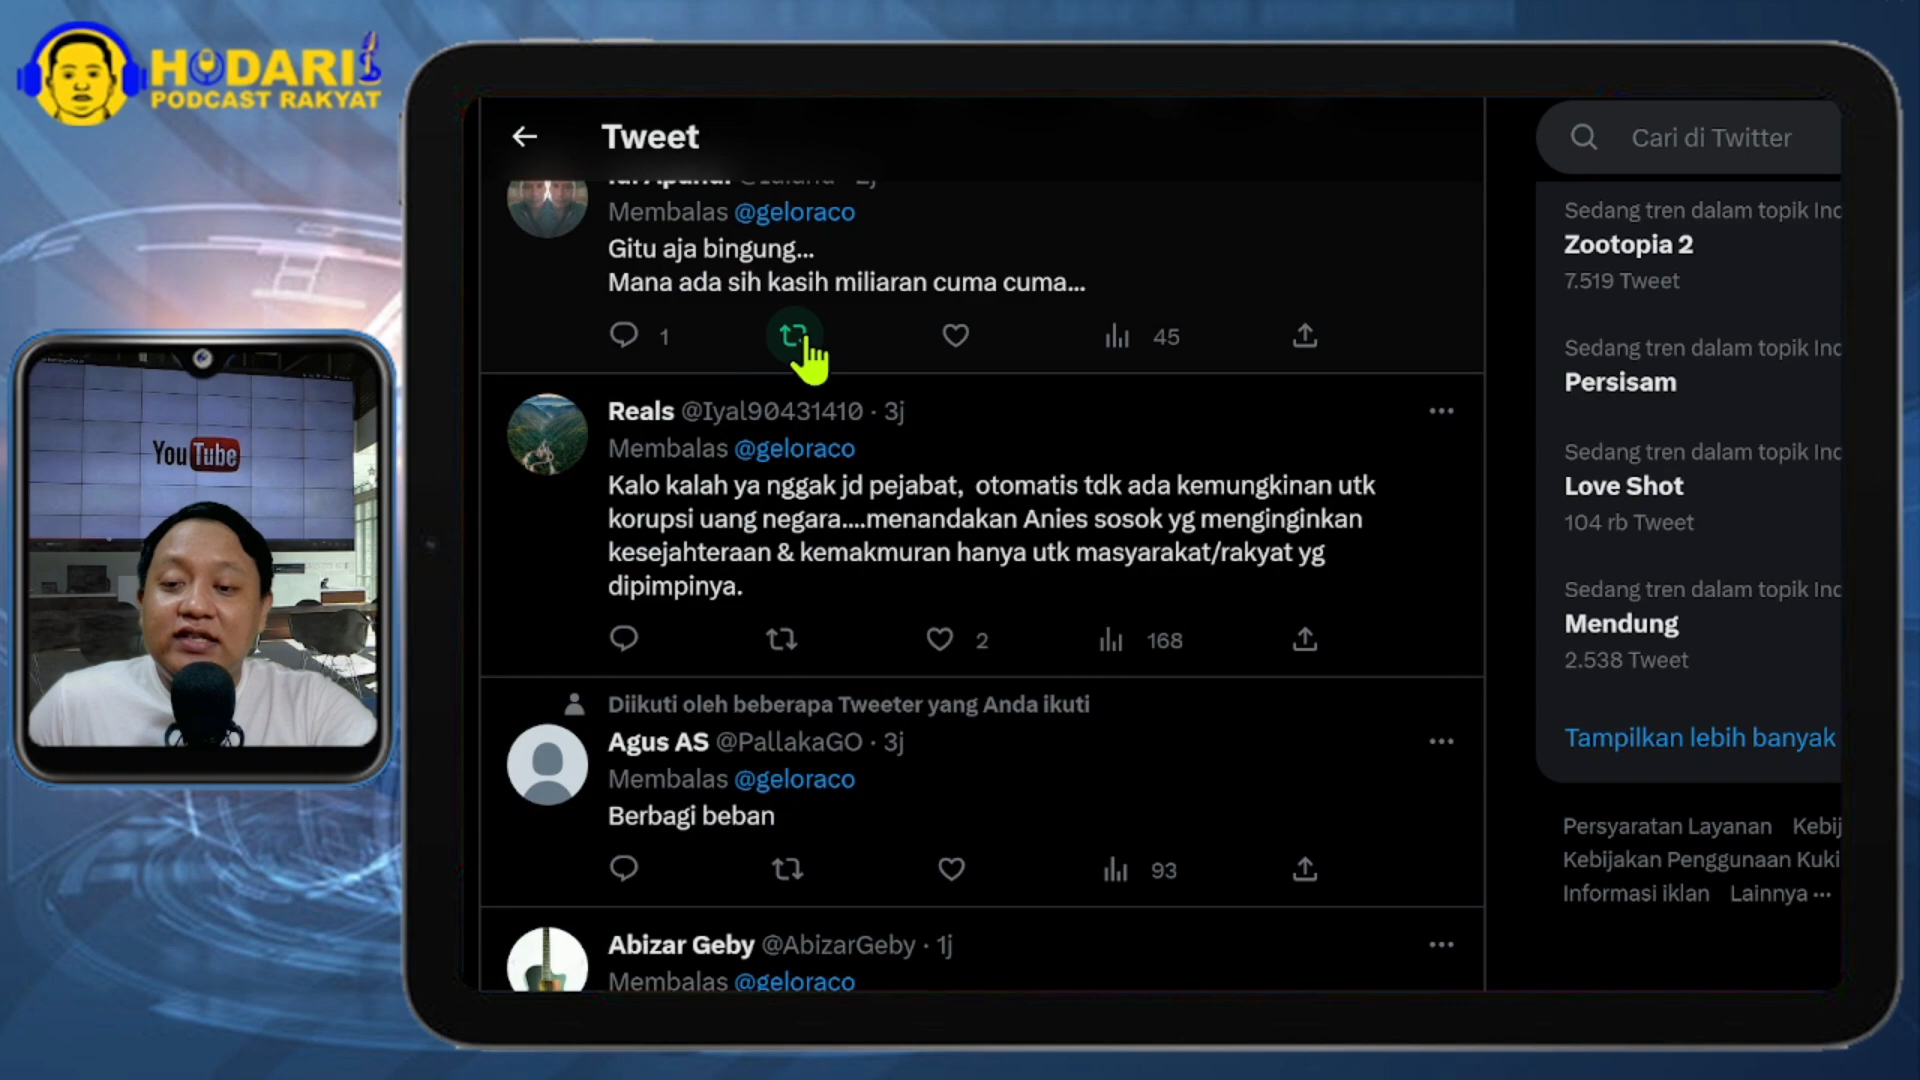 HODARI
PODCAST RAKYAT
YouTube
Tweet
Cari di Twitter
Membalas @geloraco
Gitu aja bingung...
Mana ada sih kasih miliaran cuma cuma...
1
45
Reals @Iyal90431410 · 3j
Membalas @geloraco
Kalo kalah ya nggak jd pejabat, otomatis tdk ada kemungkinan utk
korupsi uang negara....menandakan Anies sosok yg menginginkan
kesejahteraan & kemakmuran hanya utk masyarakat/rakyat yg
dipimpinya.
2
168
Diikuti oleh beberapa Tweeter yang Anda ikuti
Agus AS @PallakaGO · 3j
Membalas @geloraco
Berbagi beban
93
Abizar Geby @AbizarGeby · 1j
Membalas @geloraco
Sedang tren dalam topik Inc
Zootopia 2
7.519 Tweet
Sedang tren dalam topik Inc
Persisam
Sedang tren dalam topik Inc
Love Shot
104 rb Tweet
Sedang tren dalam topik Inc
Mendung
2.538 Tweet
Tampilkan lebih banyak
Persyaratan Layanan Kebij
Kebijakan Penggunaan Kuki
Informasi iklan Lainnya ···